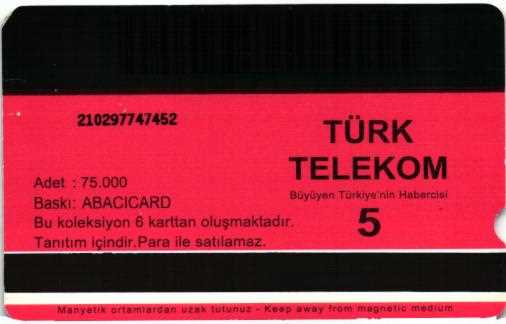 210297747452
TÜRK
TELEKOM
Büyüyen Türkiye'nin Habercisi
5
Adet : 75.000
Baskı: ABACICARD
Bu koleksiyon 6 karttan oluşmaktadır.
Tanıtım içindir.Para ile satılamaz.
Manyetik ortamlardan uzak tutunuz - Keep away from magnetic medium